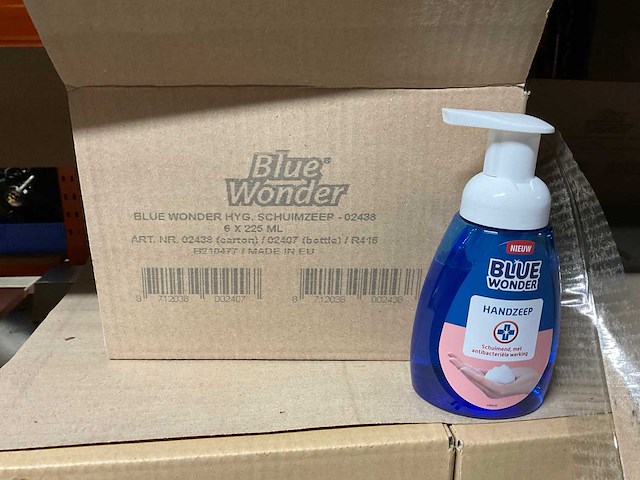 Blue
Wonder
BLUE WONDER HYG. SCHUIMZEEP - 02438
6 X 225 ML
ART. NR. 02438 (carton) / 02407 (bottle) / R416
B210477 / MADE IN EU
8 712038 002407
8 712038 002438
NIEUW
BLUE
WONDER
HANDZEEP
Schuimend, met
antibacteriële werking